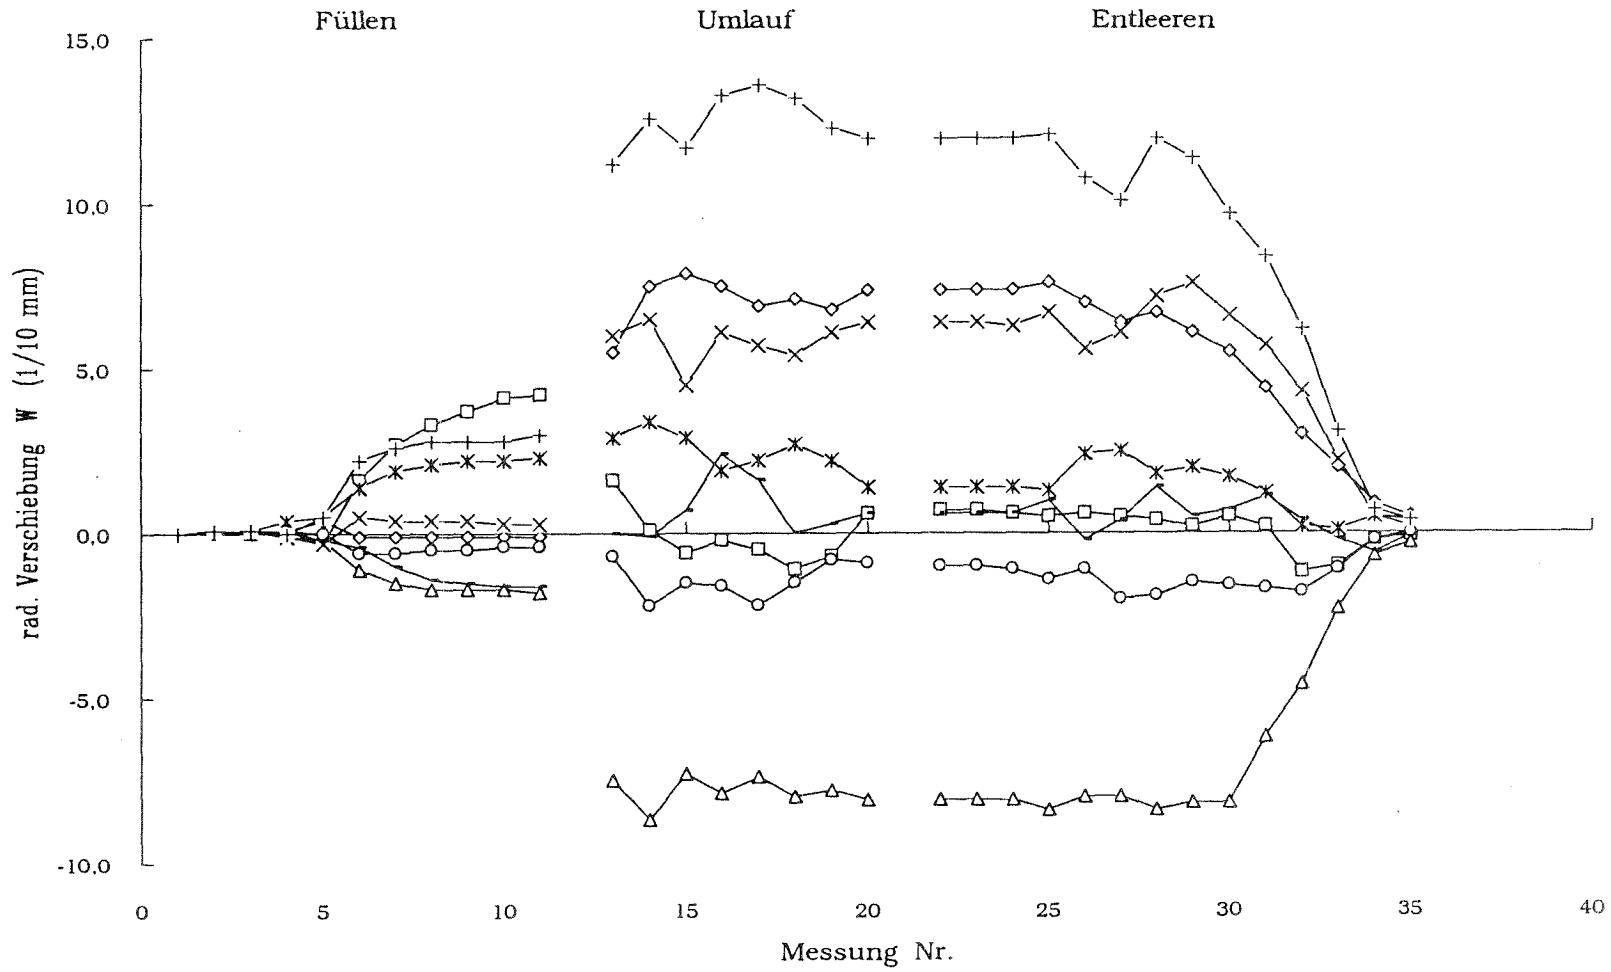 Füllen Umlauf Entleeren
15,0
10,0
5,0
0,0
-5,0
-10,0
rad. Verschiebung W (1/10 mm)
0 5 10 15 20 25 30 35 40
Messung Nr.